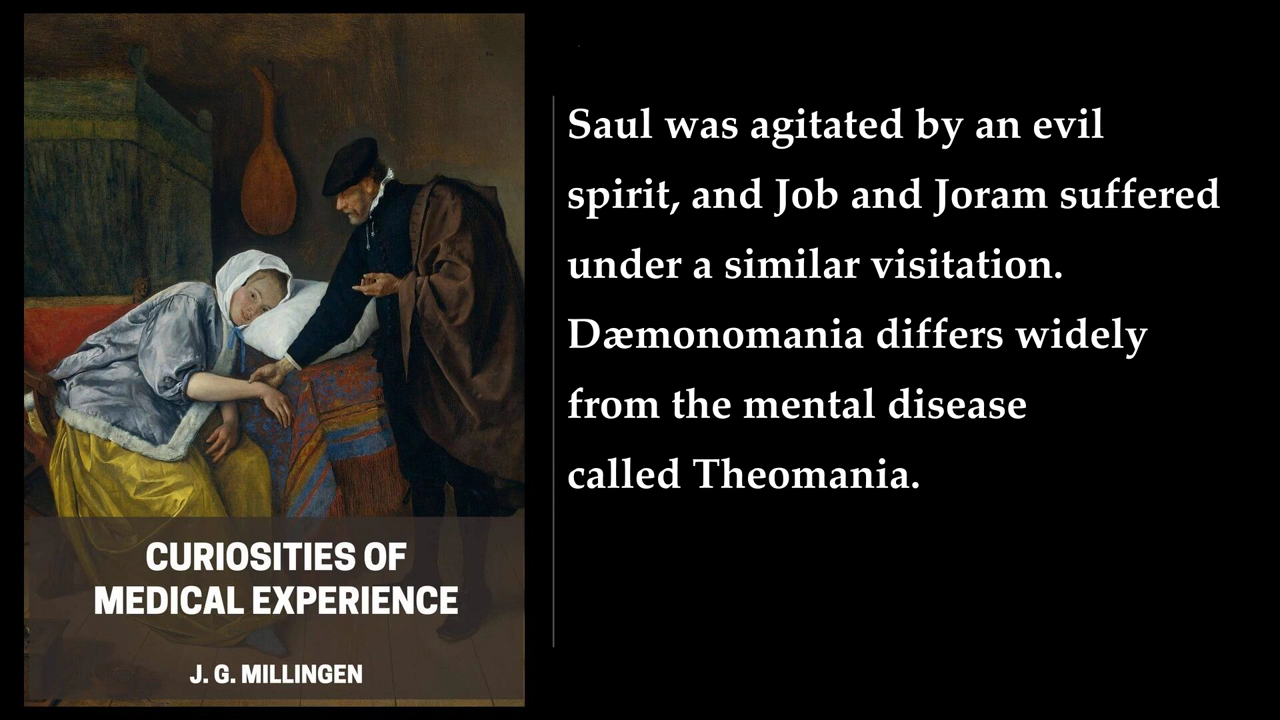 Saul was agitated by an evil
spirit, and Job and Joram suffered
under a similar visitation.
Dæmonomania differs widely
from the mental disease
called Theomania.
CURIOSITIES OF
MEDICAL EXPERIENCE
J. G. MILLINGEN